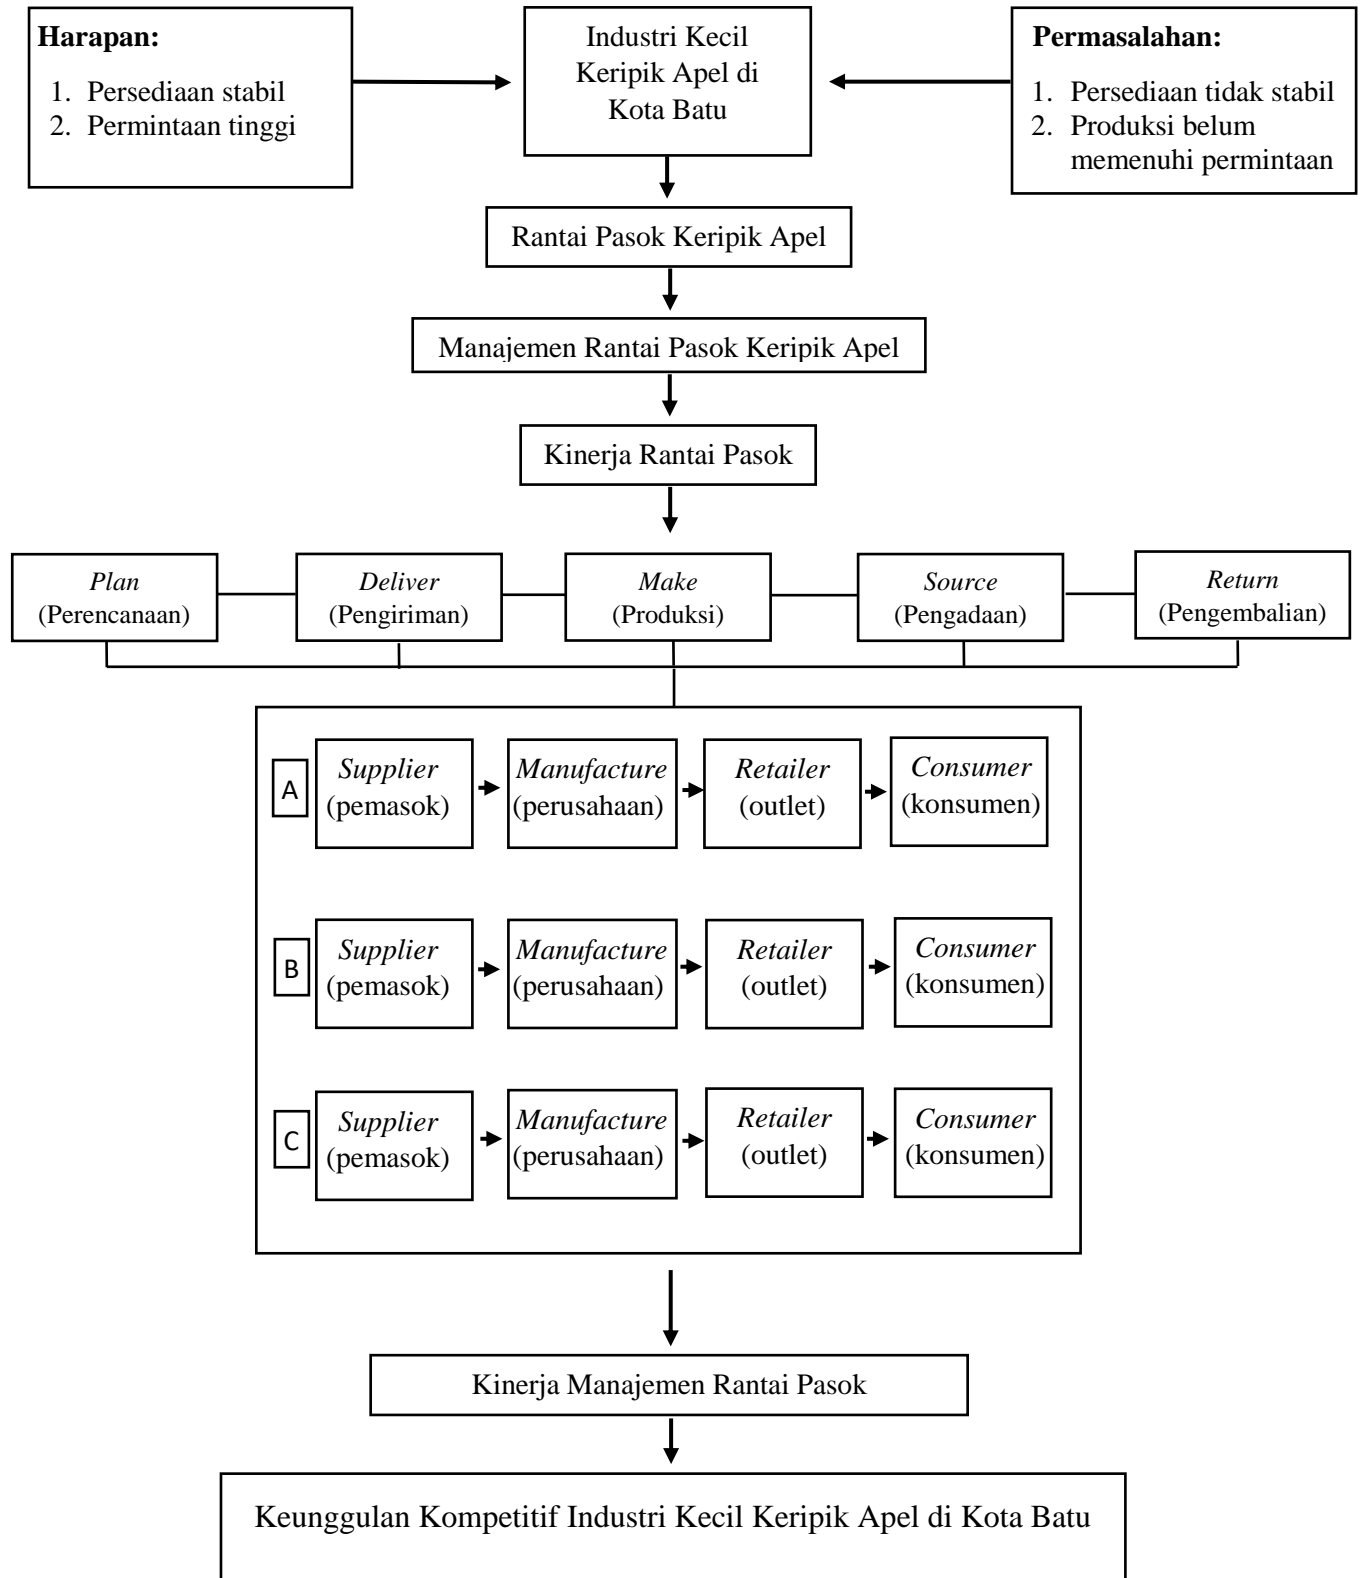 Harapan:
1. Persediaan stabil
2. Permintaan tinggi
Industri Kecil
Keripik Apel di
Kota Batu
Permasalahan:
1. Persediaan tidak stabil
2. Produksi belum
memenuhi permintaan
Rantai Pasok Keripik Apel
Manajemen Rantai Pasok Keripik Apel
Kinerja Rantai Pasok
Plan
(Perencanaan)
Deliver
(Pengiriman)
Make
(Produksi)
Source
(Pengadaan)
Return
(Pengembalian)
A
Supplier
(pemasok)
Manufacture
(perusahaan)
Retailer
(outlet)
Consumer
(konsumen)
B
Supplier
(pemasok)
Manufacture
(perusahaan)
Retailer
(outlet)
Consumer
(konsumen)
C
Supplier
(pemasok)
Manufacture
(perusahaan)
Retailer
(outlet)
Consumer
(konsumen)
Kinerja Manajemen Rantai Pasok
Keunggulan Kompetitif Industri Kecil Keripik Apel di Kota Batu